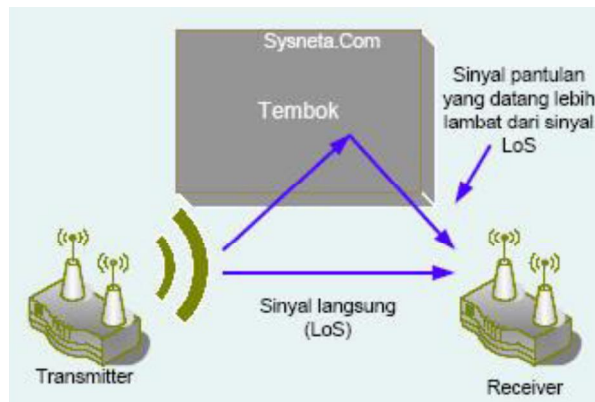 Sysneta.Com
Tembok
Sinyal pantulan
yang datang lebih
lambat dari sinyal
LoS
Sinyal langsung
(LoS)
Transmitter
Receiver